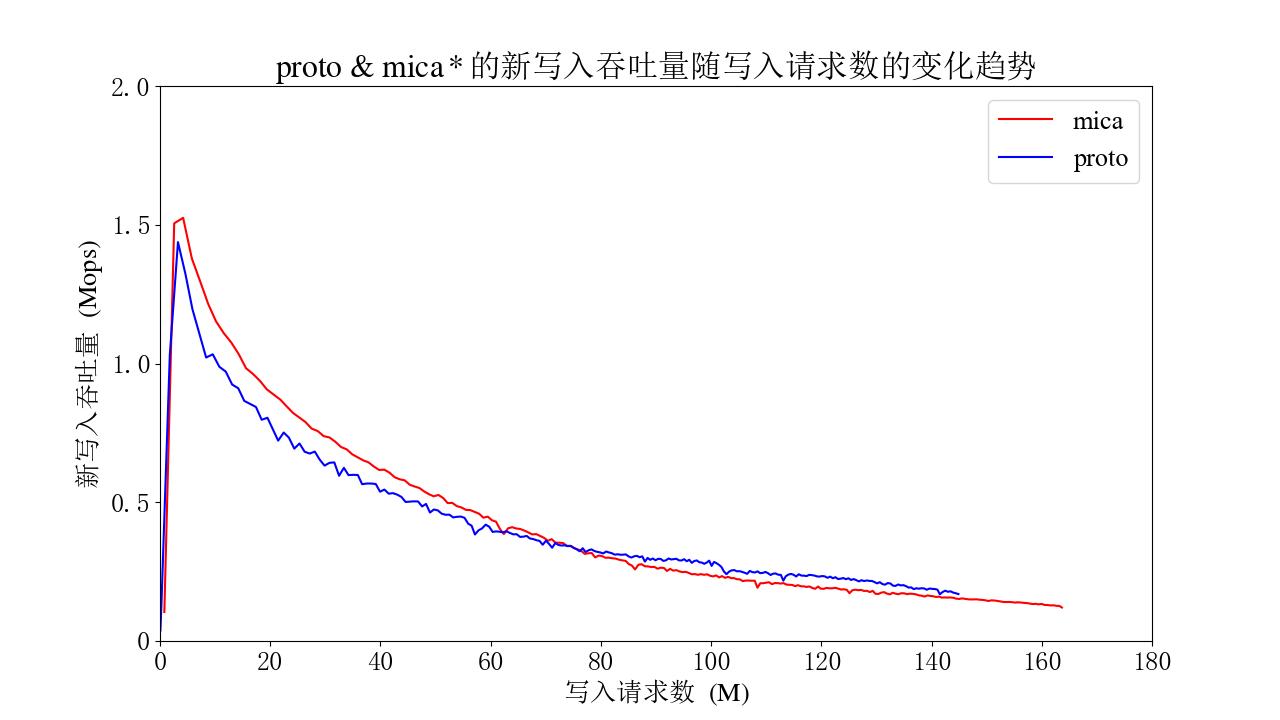 proto & mica * 的新写入吞吐量随写入请求数的变化趋势
2.0
1.5
1.0
0.5
0
新写入吞吐量 (Mops)
mica
proto
0 20 40 60 80 100 120 140 160 180
写入请求数 (M)